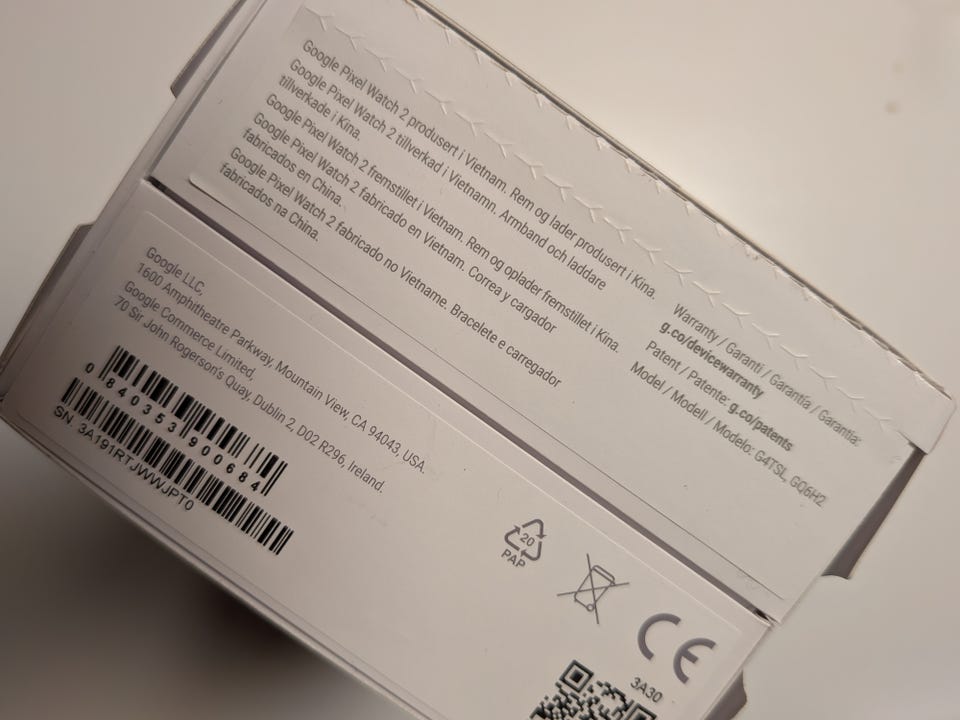 Google Pixel Watch 2 produsert i Vietnam. Rem og lader produsert i Kina.
Google Pixel Watch 2 tillverkad i Vietnamn. Armband och laddare
tillverkade i Kina.
Google Pixel Watch 2 fremstillet i Vietnam. Rem og oplader fremstillet i Kina.
Google Pixel Watch 2 fabricado en Vietnam. Correa y cargador
fabricados en China.
Google Pixel Watch 2 fabricado no Vietname. Bracelete e carregador
fabricados na China.
Warranty / Garanti / Garantía / Garantia:
g.co/devicewarranty
Patent / Patente: g.co/patents
Model / Modell / Modelo: G4TSL, GQ6H2
Google LLC,
1600 Amphitheatre Parkway, Mountain View, CA 94043, USA.
Google Commerce Limited,
70 Sir John Rogerson's Quay, Dublin 2, D02 R296, Ireland.
0 840353 900684
SN. 3A191RTJWWJPT0
20
PAP
CE
3A30